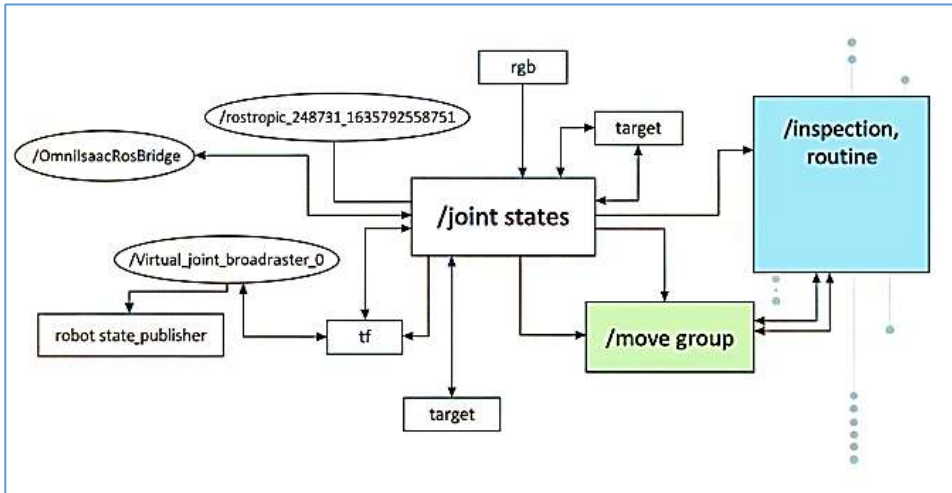 rgb
/rostropic_248731_1635792558751
target
/inspection,
routine
/OmniIsaacRosBridge
/joint states
/Virtual_joint_broadraster_0
robot state_publisher
tf
/move group
target